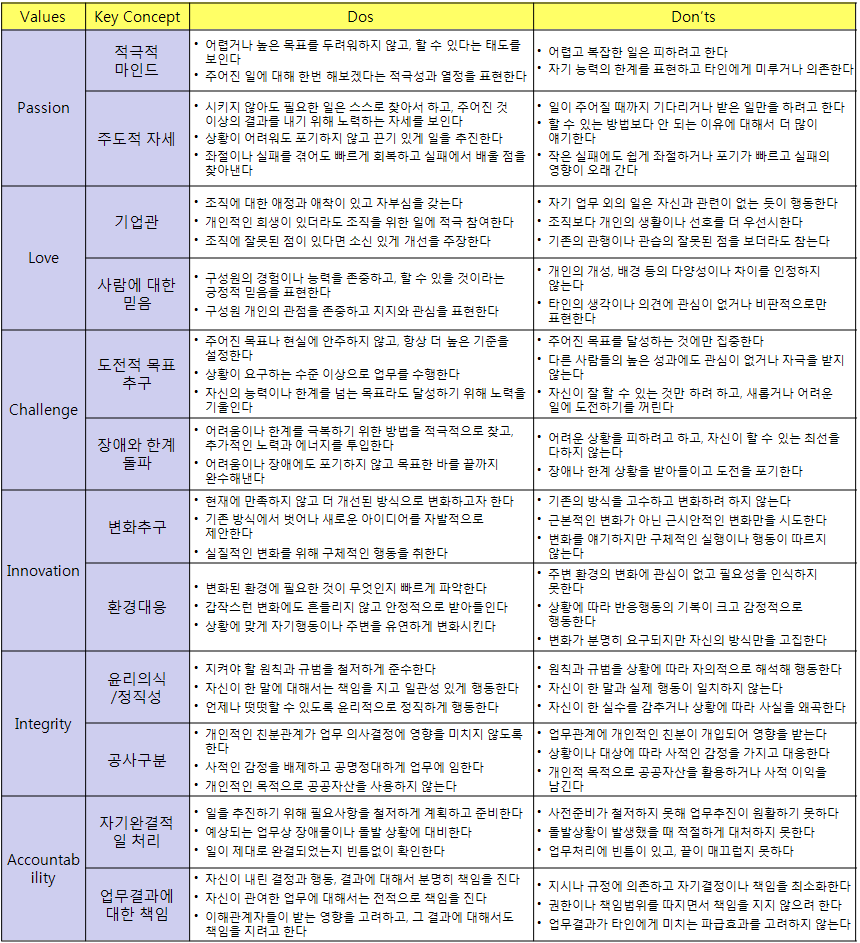 Values Key Concept Dos Don'ts
Passion
적극적
마인드
• 어렵거나 높은 목표를 두려워하지 않고, 할 수 있다는 태도를
보인다
• 주어진 일에 대해 한번 해보겠다는 적극성과 열정을 표현한다
• 어렵고 복잡한 일은 피하려고 한다
• 자기 능력의 한계를 표현하고 타인에게 미루거나 의존한다
주도적 자세
• 시키지 않아도 필요한 일은 스스로 찾아서 하고, 주어진 것
이상의 결과를 내기 위해 노력하는 자세를 보인다
• 상황이 어려워도 포기하지 않고 끈기 있게 일을 추진한다
• 좌절이나 실패를 겪어도 빠르게 회복하고 실패에서 배울 점을
찾아낸다
• 일이 주어질 때까지 기다리거나 받은 일만을 하려고 한다
• 할 수 있는 방법보다 안 되는 이유에 대해서 더 많이
얘기한다
• 작은 실패에도 쉽게 좌절하거나 포기가 빠르고 실패의
영향이 오래 간다
Love
기업관
• 조직에 대한 애정과 애착이 있고 자부심을 갖는다
• 개인적인 희생이 있더라도 조직을 위한 일에 적극 참여한다
• 조직에 잘못된 점이 있다면 소신 있게 개선을 주장한다
• 자기 업무 외의 일은 자신과 관련이 없는 듯이 행동한다
• 조직보다 개인의 생활이나 선호를 더 우선시한다
• 기존의 관행이나 관습의 잘못된 점을 보더라도 참는다
사람에 대한
믿음
• 구성원의 경험이나 능력을 존중하고, 할 수 있을 것이라는
긍정적 믿음을 표현한다
• 구성원 개인의 관점을 존중하고 지지와 관심을 표현한다
• 개인의 개성, 배경 등의 다양성이나 차이를 인정하지
않는다
• 타인의 생각이나 의견에 관심이 없거나 비판적으로만
표현한다
Challenge
도전적 목표
추구
• 주어진 목표나 현실에 안주하지 않고, 항상 더 높은 기준을
설정한다
• 상황이 요구하는 수준 이상으로 업무를 수행한다
• 자신의 능력이나 한계를 넘는 목표라도 달성하기 위해 노력을
기울인다
• 주어진 목표를 달성하는 것에만 집중한다
• 다른 사람들의 높은 성과에도 관심이 없거나 자극을 받지
않는다
• 자신이 잘 할 수 있는 것만 하려 하고, 새롭거나 어려운
일에 도전하기를 꺼린다
장애와 한계
돌파
• 어려움이나 한계를 극복하기 위한 방법을 적극적으로 찾고,
추가적인 노력과 에너지를 투입한다
• 어려움이나 장애에도 포기하지 않고 목표한 바를 끝까지
완수해낸다
• 어려운 상황을 피하려고 하고, 자신이 할 수 있는 최선을
다하지 않는다
• 장애나 한계 상황을 받아들이고 도전을 포기한다
Innovation
변화추구
• 현재에 만족하지 않고 더 개선된 방식으로 변화하고자 한다
• 기존 방식에서 벗어나 새로운 아이디어를 자발적으로
제안한다
• 실질적인 변화를 위해 구체적인 행동을 취한다
• 기존의 방식을 고수하고 변화하려 하지 않는다
• 근본적인 변화가 아닌 근시안적인 변화만을 시도한다
• 변화를 얘기하지만 구체적인 실행이나 행동이 따르지
않는다
환경대응
• 변화된 환경에 필요한 것이 무엇인지 빠르게 파악한다
• 갑작스런 변화에도 흔들리지 않고 안정적으로 받아들인다
• 상황에 맞게 자기행동이나 주변을 유연하게 변화시킨다
• 주변 환경의 변화에 관심이 없고 필요성을 인식하지
못한다
• 상황에 따라 반응행동의 기복이 크고 감정적으로
행동한다
• 변화가 분명히 요구되지만 자신의 방식만을 고집한다
Integrity
윤리의식
/정직성
• 지켜야 할 원칙과 규범을 철저하게 준수한다
• 자신이 한 말에 대해서는 책임을 지고 일관성 있게 행동한다
• 언제나 떳떳할 수 있도록 윤리적으로 정직하게 행동한다
• 원칙과 규범을 상황에 따라 자의적으로 해석해 행동한다
• 자신이 한 말과 실제 행동이 일치하지 않는다
• 자신이 한 실수를 감추거나 상황에 따라 사실을 왜곡한다
공사구분
• 개인적인 친분관계가 업무 의사결정에 영향을 미치지 않도록
한다
• 사적인 감정을 배제하고 공명정대하게 업무에 임한다
• 개인적인 목적으로 공공자산을 사용하지 않는다
• 업무관계에 개인적인 친분이 개입되어 영향을 받는다
• 상황이나 대상에 따라 사적인 감정을 가지고 대응한다
• 개인적 목적으로 공공자산을 활용하거나 사적 이익을
남긴다
Accountab
ility
자기완결적
일 처리
• 일을 추진하기 위해 필요사항을 철저하게 계획하고 준비한다
• 예상되는 업무상 장애물이나 돌발 상황에 대비한다
• 일이 제대로 완결되었는지 빈틈없이 확인한다
• 사전준비가 철저하지 못해 업무추진이 원활하기 못하다
• 돌발상황이 발생했을 때 적절하게 대처하지 못한다
• 업무처리에 빈틈이 있고, 끝이 매끄럽지 못하다
업무결과에
대한 책임
• 자신이 내린 결정과 행동, 결과에 대해서 분명히 책임을 진다
• 자신이 관여한 업무에 대해서는 전적으로 책임을 진다
• 이해관계자들이 받는 영향을 고려하고, 그 결과에 대해서도
책임을 지려고 한다
• 지시나 규정에 의존하고 자기결정이나 책임을 최소화한다
• 권한이나 책임범위를 따지면서 책임을 지지 않으려 한다
• 업무결과가 타인에게 미치는 파급효과를 고려하지 않는다